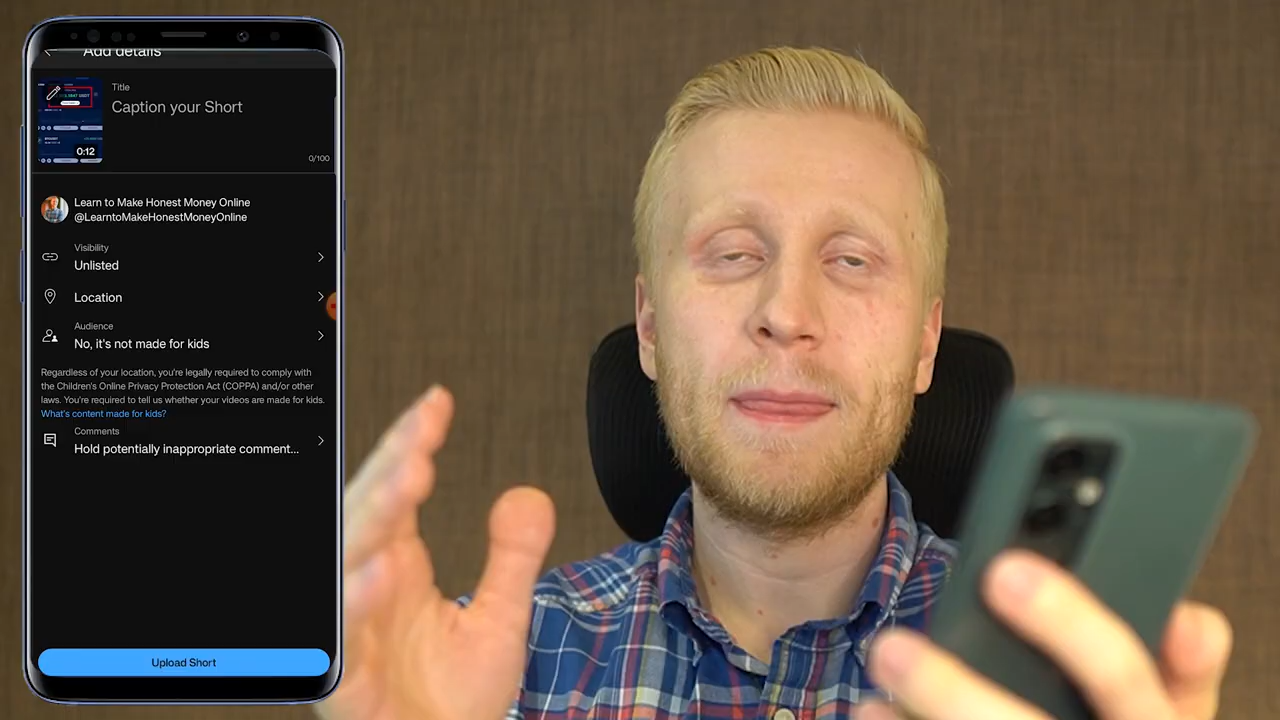 Add details
Title
Caption your Short
0:12
0/100
Learn to Make Honest Money Online
@LearntoMakeHonestMoneyOnline
Visibility
Unlisted
Location
Audience
No, it's not made for kids
Regardless of your location, you're legally required to comply with
the Children's Online Privacy Protection Act (COPPA) and/or other
laws. You're required to tell us whether your videos are made for kids.
What's content made for kids?
Comments
Hold potentially inappropriate comment...
Upload Short